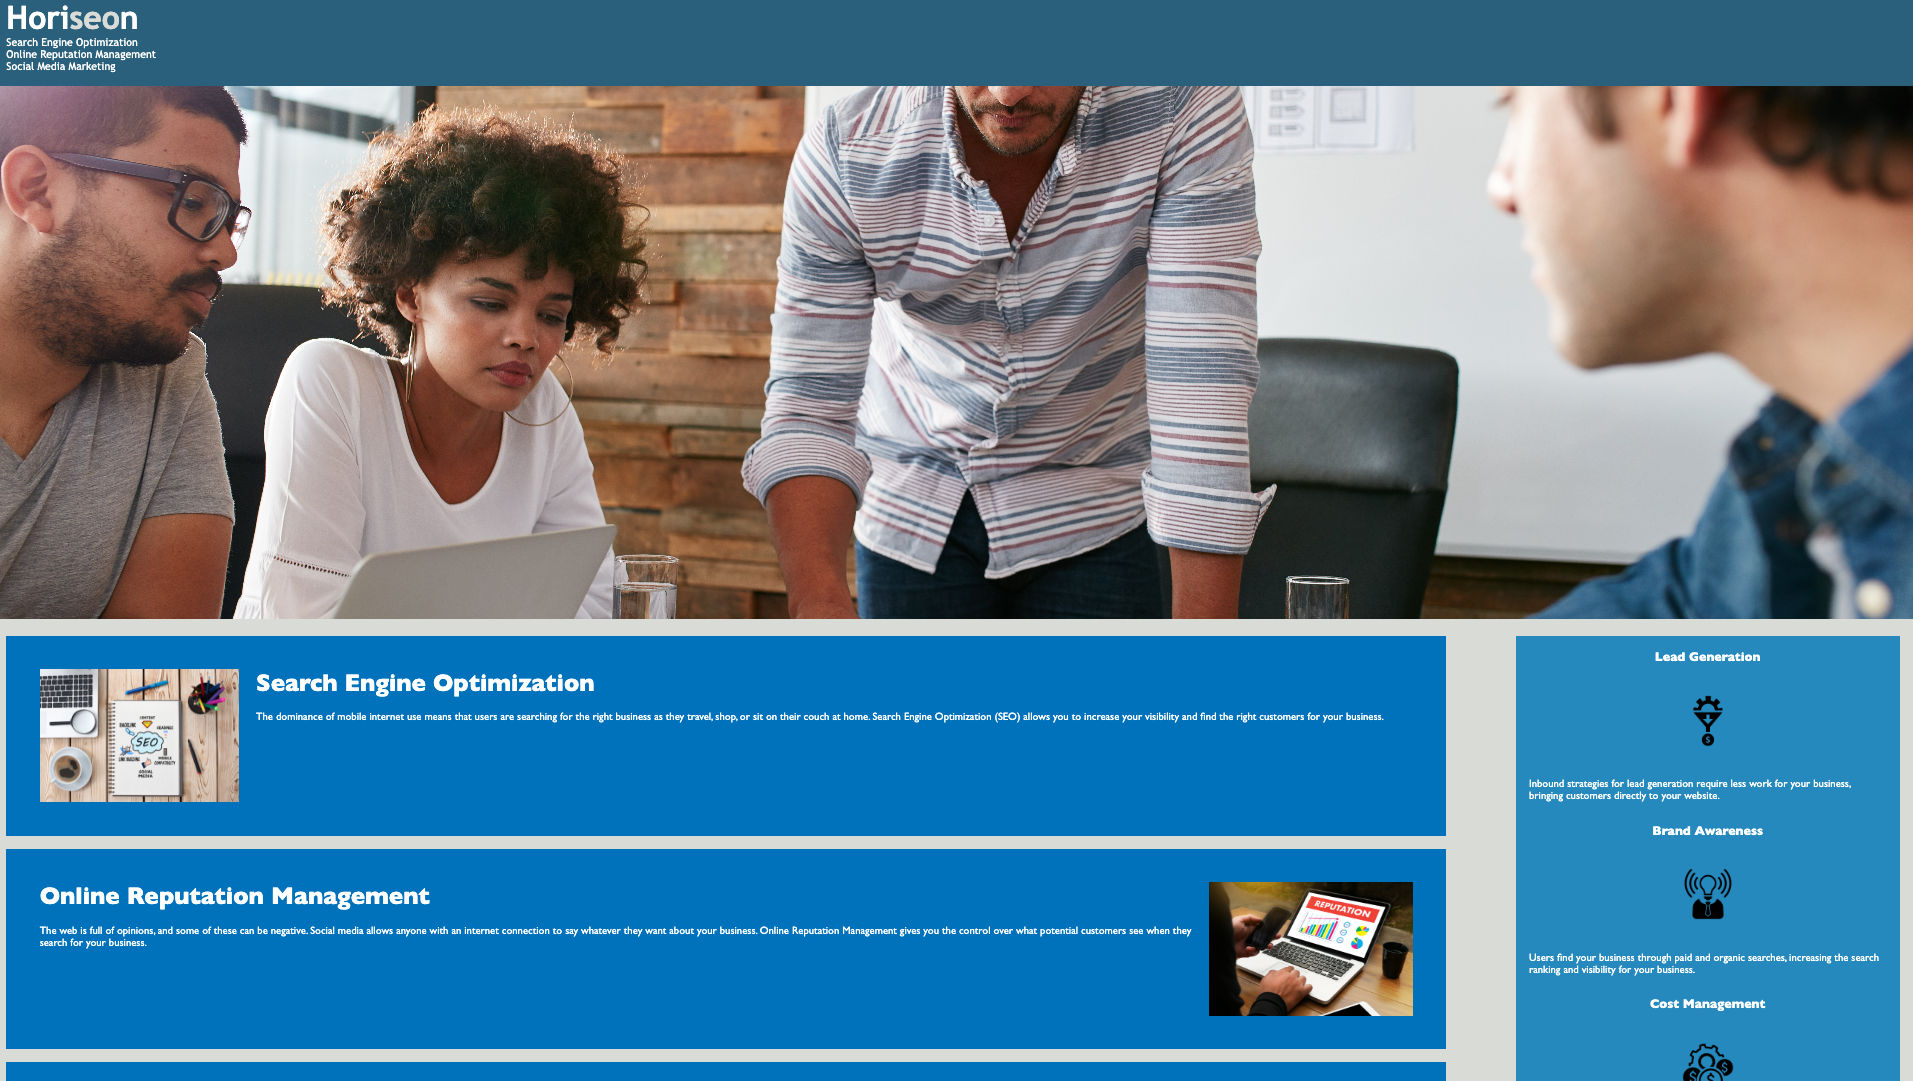 Horiseon
Search Engine Optimization
Online Reputation Management
Social Media Marketing
Search Engine Optimization
The dominance of mobile internet use means that users are searching for the right business as they travel, shop, or sit on their couch at home. Search Engine Optimization (SEO) allows you to increase your visibility and find the right customers for your business.
SEO
CONTENT
BACKLINK
LINK BUILDING
SOCIAL
MEDIA
Online Reputation Management
The web is full of opinions, and some of these can be negative. Social media allows anyone with an internet connection to say whatever they want about your business. Online Reputation Management gives you the control over what potential customers see when they
search for your business.
REPUTATION
Lead Generation
Inbound strategies for lead generation require less work for your business,
bringing customers directly to your website.
Brand Awareness
Users find your business through paid and organic searches, increasing the search
ranking and visibility for your business.
Cost Management